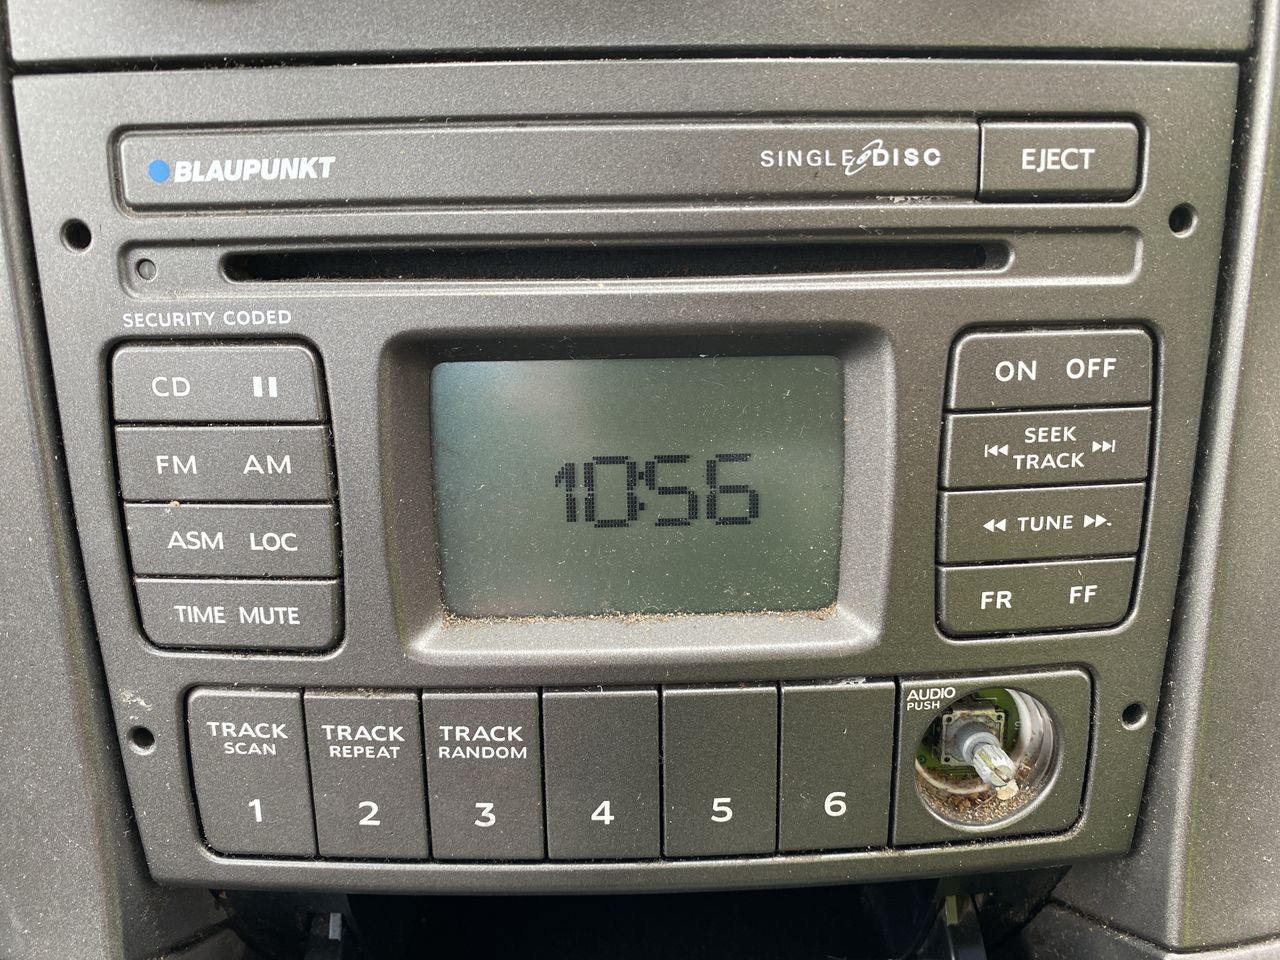 BLAUPUNKT
SINGLE DISC
EJECT
SECURITY CODED
CD
ON OFF
FM AM
SEEK
TRACK
ASM LOC
TUNE
TIME MUTE
FR FF
10:56
TRACK
SCAN
1
TRACK
REPEAT
2
TRACK
RANDOM
3
4
5
6
AUDIO
PUSH